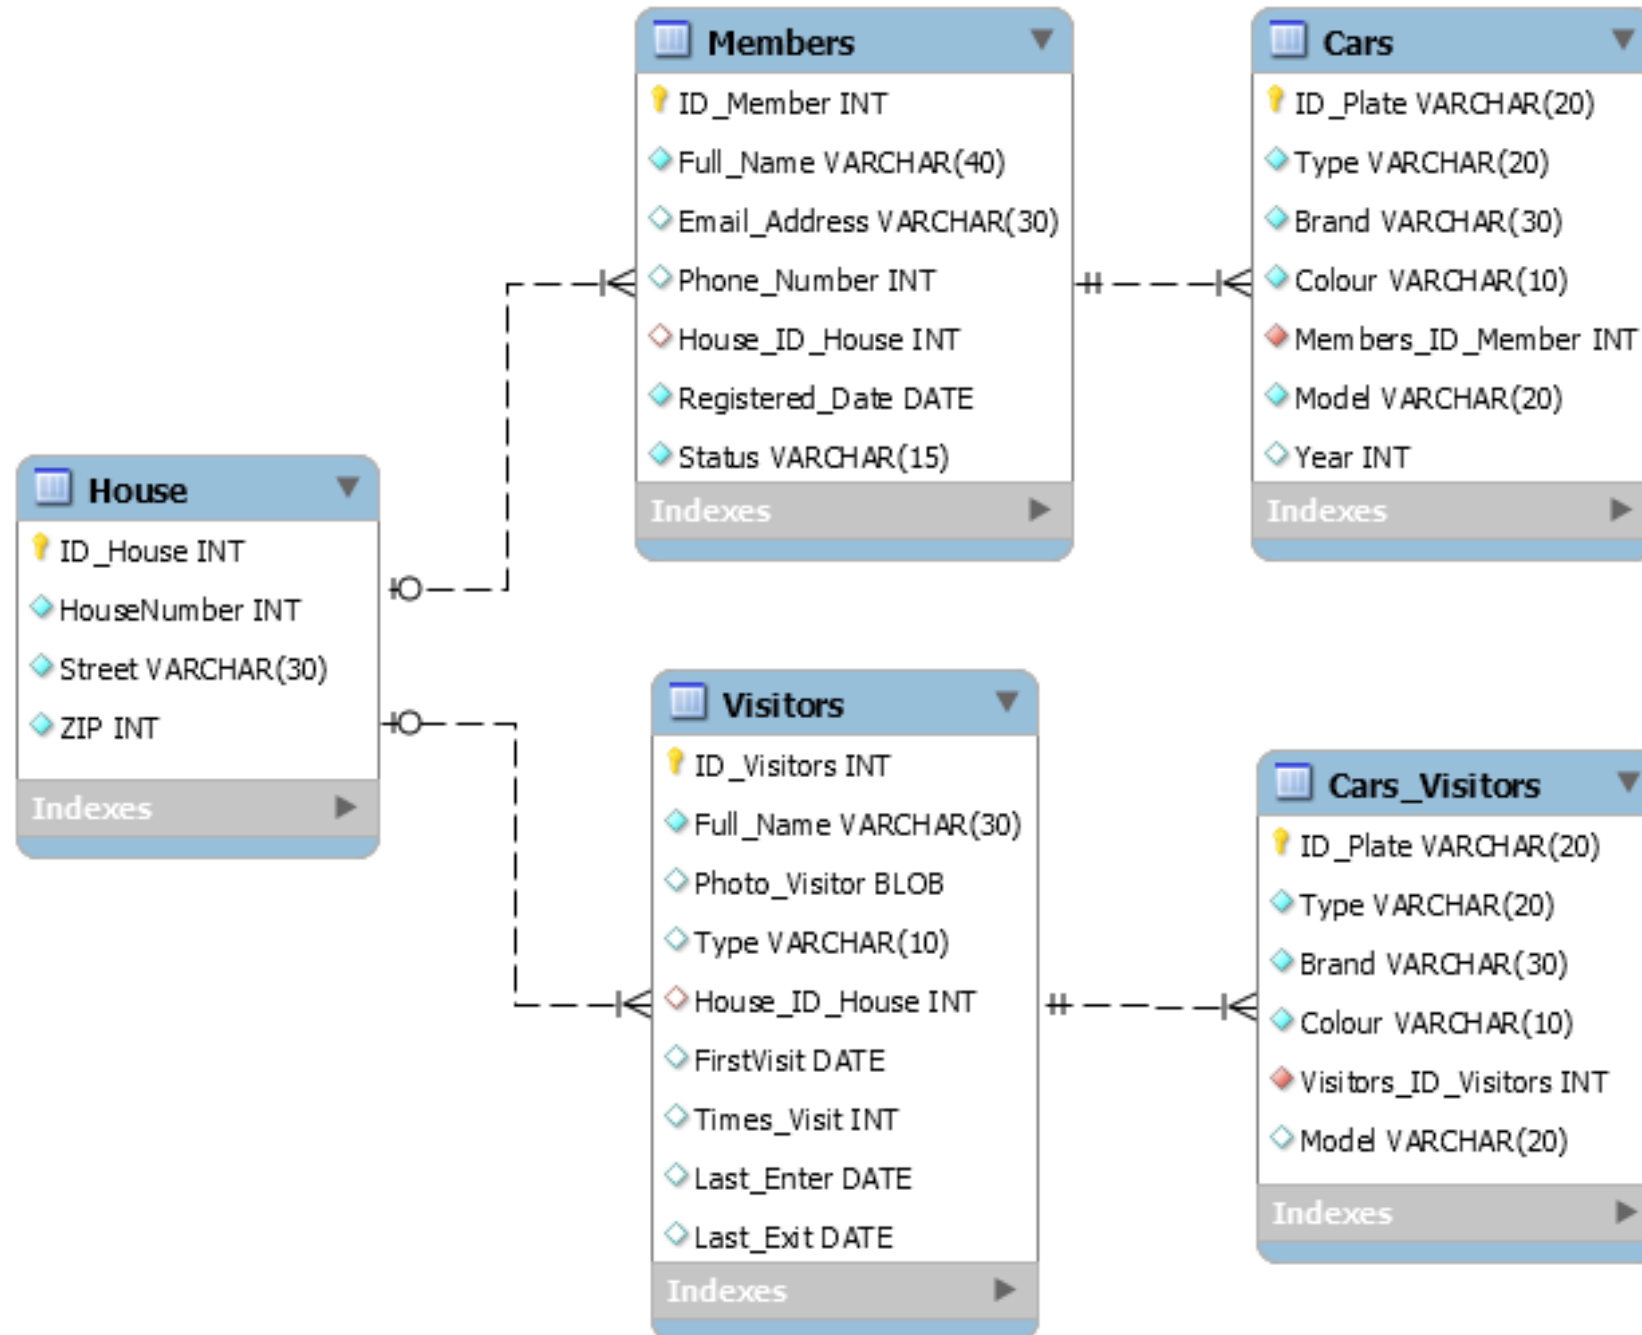 Members
ID_Member INT
Full_Name VARCHAR(40)
Email_Address VARCHAR(30)
Phone_Number INT
House_ID_House INT
Registered_Date DATE
Status VARCHAR(15)
Indexes
Cars
ID_Plate VARCHAR(20)
Type VARCHAR(20)
Brand VARCHAR(30)
Colour VARCHAR(10)
Members_ID_Member INT
Model VARCHAR(20)
Year INT
Indexes
House
ID_House INT
HouseNumber INT
Street VARCHAR(30)
ZIP INT
Indexes
Visitors
ID_Visitors INT
Full_Name VARCHAR(30)
Photo_Visitor BLOB
Type VARCHAR(10)
House_ID_House INT
FirstVisit DATE
Times_Visit INT
Last_Enter DATE
Last_Exit DATE
Indexes
Cars_Visitors
ID_Plate VARCHAR(20)
Type VARCHAR(20)
Brand VARCHAR(30)
Colour VARCHAR(10)
Visitors_ID_Visitors INT
Model VARCHAR(20)
Indexes